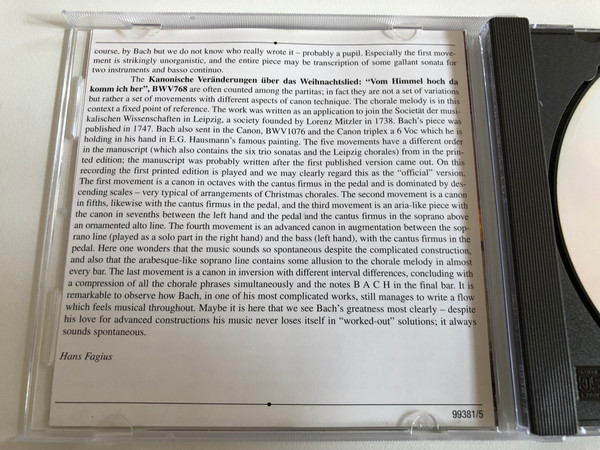 course, by Bach but we do not know who really wrote it – probably a pupil. Especially the first move-
ment is strikingly unorganistic, and the entire piece may be transcription of some gallant sonata for
two instruments and basso continuo.
The Kanonische Veränderungen über das Weihnachtslied: "Vom Himmel hoch da
komm ich her", BWV768 are often counted among the partitas; in fact they are not a set of variations
but rather a set of movements with different aspects of canon technique. The chorale melody is in this
context a fixed point of reference. The work was written as an application to join the Societät der musi-
kalischen Wissenschaften in Leipzig, a society founded by Lorenz Mitzler in 1738. Bach's piece was
published in 1747. Bach also sent in the Canon, BWV1076 and the Canon triplex a 6 Voc which he is
holding in his hand in E.G. Hausmann's famous painting. The five movements have a different order
in the manuscript (which also contains the six trio sonatas and the Leipzig chorales) from in the prin-
ted edition; the manuscript was probably written after the first published version came out. On this
recording the first printed edition is played and we may clearly regard this as the "official" version.
The first movement is a canon in octaves with the cantus firmus in the pedal and is dominated by des-
cending scales – very typical of arrangements of Christmas chorales. The second movement is a canon
in fifths, likewise with the cantus firmus in the pedal, and the third movement is an aria-like piece with
the canon in sevenths between the left hand and the pedal and the cantus firmus in the soprano above
an ornamented alto line. The fourth movement is an advanced canon in augmentation between the sop-
rano line (played as a solo part in the right hand) and the bass (left hand), with the cantus firmus in the
pedal. Here one wonders that the music sounds so spontaneous despite the complicated construction,
and also that the arabesque-like soprano line contains some allusion to the chorale melody in almost
every bar. The last movement is a canon in inversion with different interval differences, concluding with
a compression of all the chorale phrases simultaneously and the notes B A C H in the final bar. It is
remarkable to observe how Bach, in one of his most complicated works, still manages to write a flow
which feels musical throughout. Maybe it is here that we see Bach's greatness most clearly – despite
his love for advanced constructions his music never loses itself in "worked-out" solutions; it always
sounds spontaneous.
Hans Fagius
99381/5